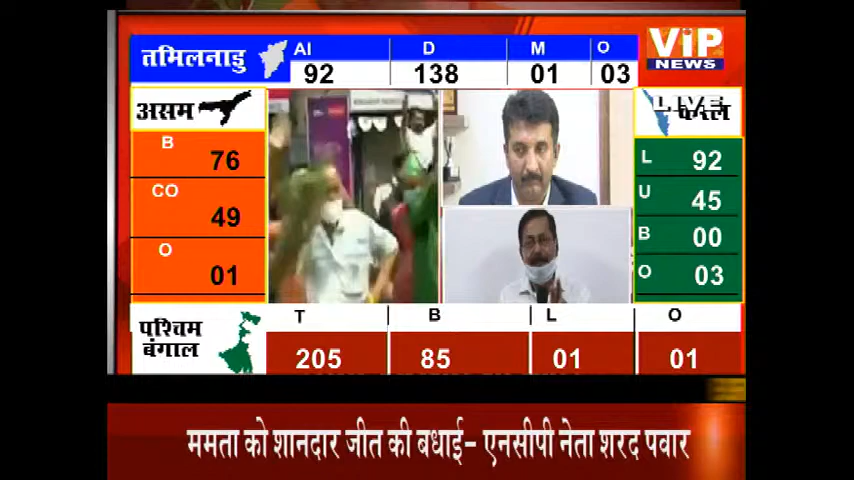 तमिलनाडु
AI D M O
92 138 01 03
ViP
NEWS
असम
B
76
CO
49
O
01
LIVE
L
92
U
45
B
00
O
03
पश्चिम
बंगाल
T B L O
205 85 01 01
ममता को शानदार जीत की बधाई- एनसीपी नेता शरद पवार